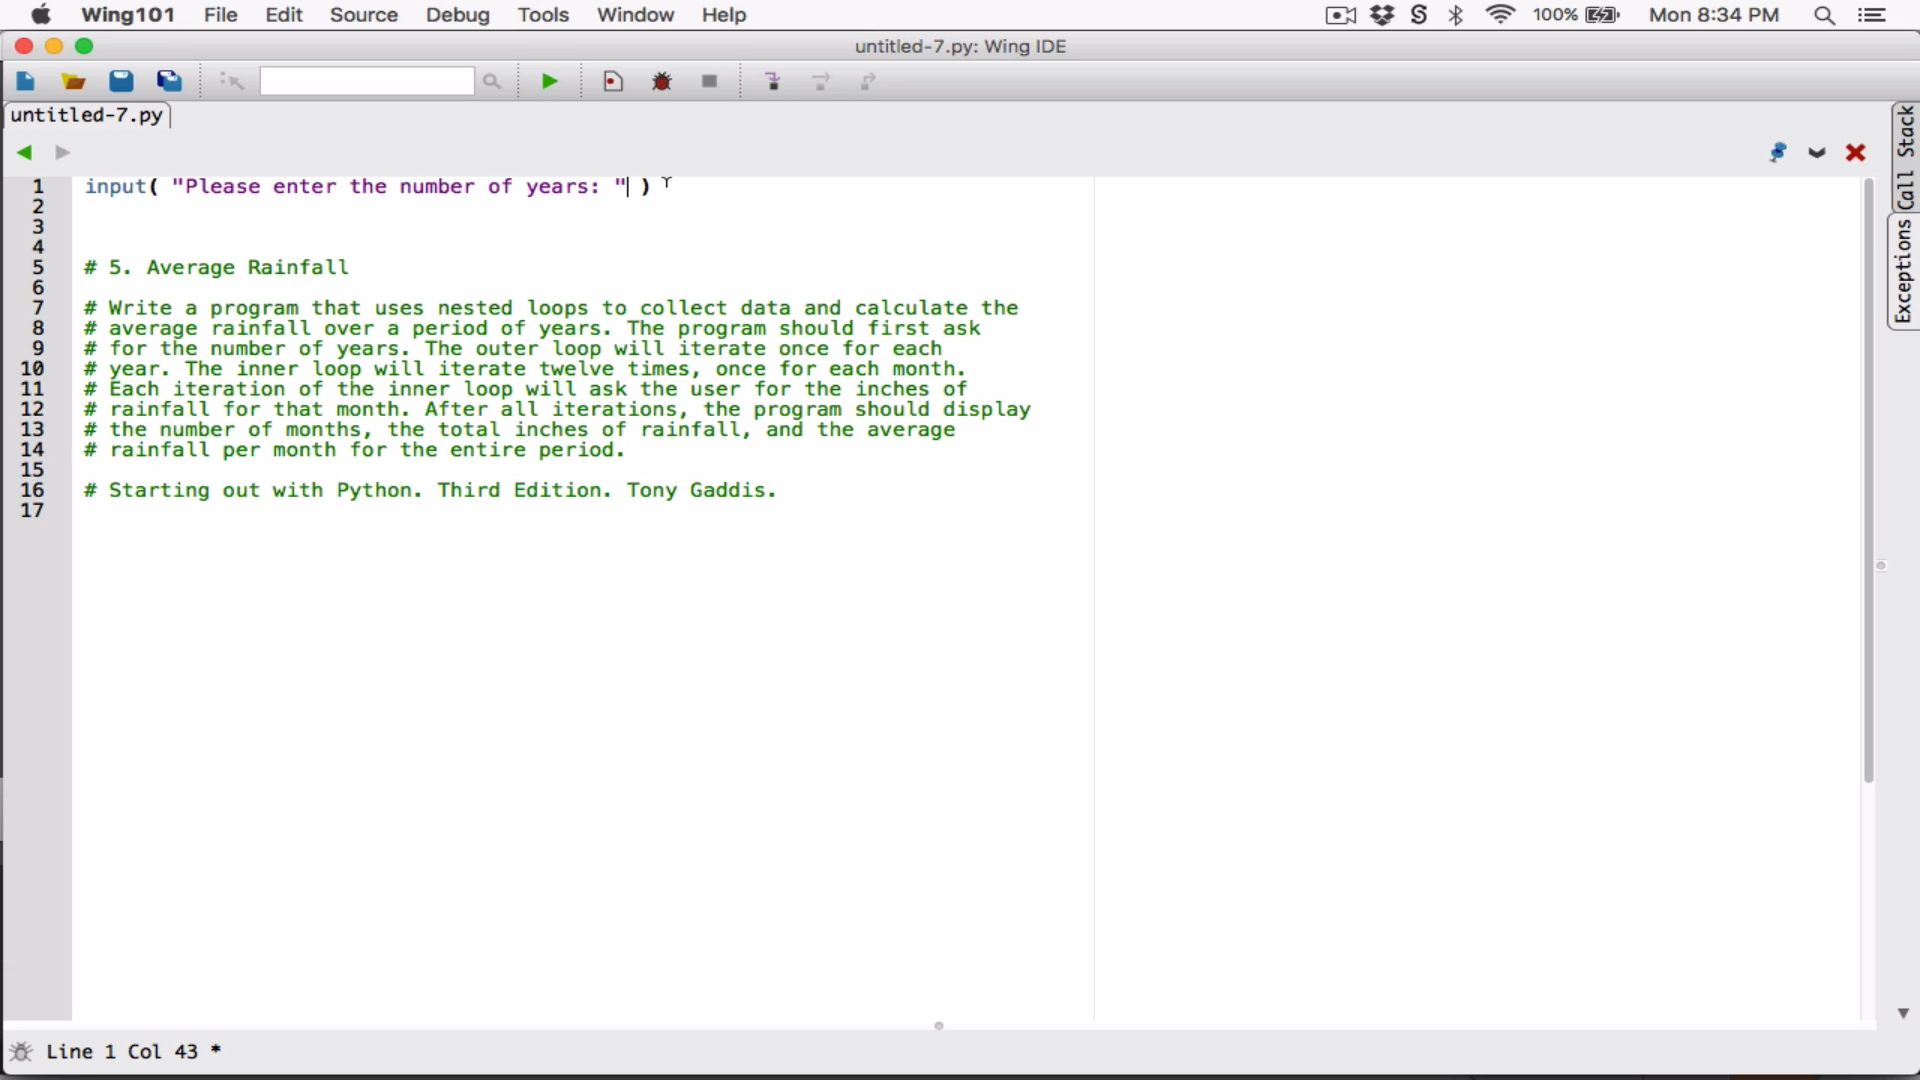 Wing101 File Edit Source Debug Tools Window Help 100% Mon 8:34 PM
untitled-7.py: Wing IDE
untitled-7.py
Call Stack
Exceptions
1 input( "Please enter the number of years: " )
2
3
4
5 # 5. Average Rainfall
6
7 # Write a program that uses nested loops to collect data and calculate the
8 # average rainfall over a period of years. The program should first ask
9 # for the number of years. The outer loop will iterate once for each
10 # year. The inner loop will iterate twelve times, once for each month.
11 # Each iteration of the inner loop will ask the user for the inches of
12 # rainfall for that month. After all iterations, the program should display
13 # the number of months, the total inches of rainfall, and the average
14 # rainfall per month for the entire period.
15
16 # Starting out with Python. Third Edition. Tony Gaddis.
17
Line 1 Col 43 *